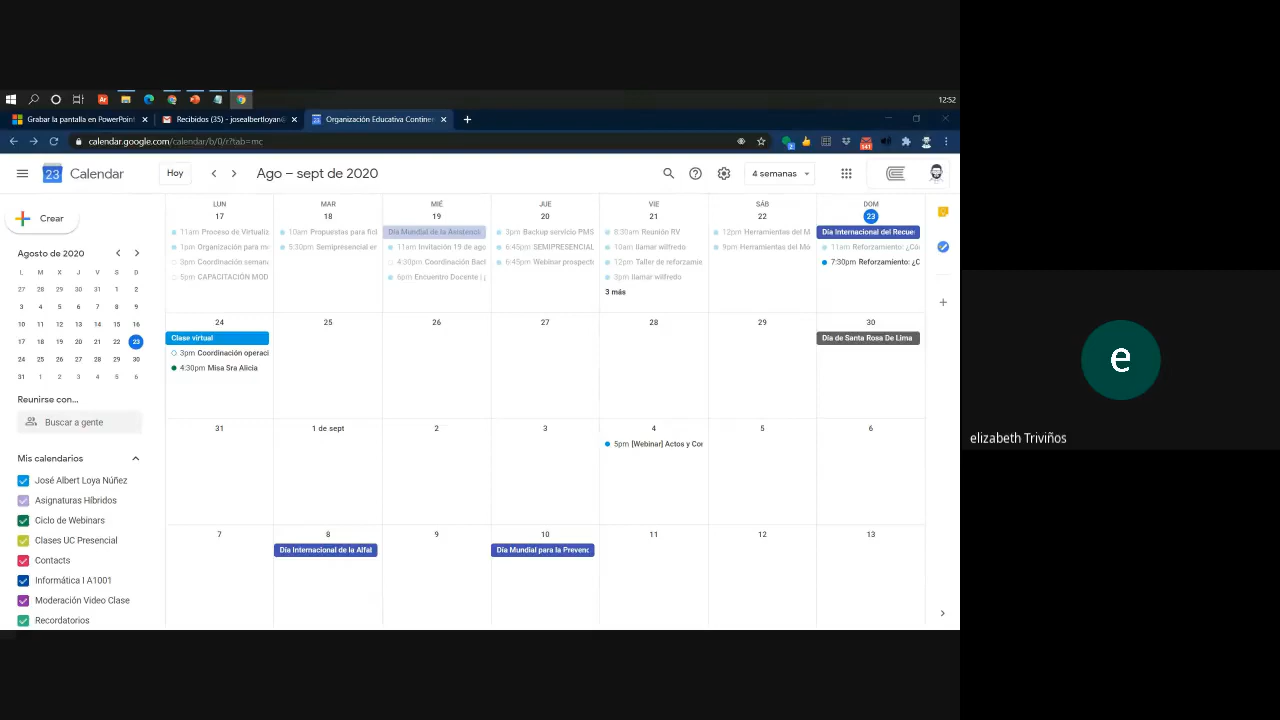 12:52
Grabar la pantalla en PowerPoint
Recibidos (35) - josealbertloyan@
Organización Educativa Contine
calendar.google.com/calendar/b/0/r?tab=mc
2
141
23
Calendar
Hoy
Ago – sept de 2020
4 semanas
Crear
Agosto de 2020
L M X J V S D
27 28 29 30 31 1 2
3 4 5 6 7 8 9
10 11 12 13 14 15 16
17 18 19 20 21 22 23
24 25 26 27 28 29 30
31 1 2 3 4 5 6
Reunirse con...
Buscar a gente
Mis calendarios
José Albert Loya Núñez
Asignaturas Híbridos
Ciclo de Webinars
Clases UC Presencial
Contacts
Informática I A1001
Moderación Video Clase
Recordatorios
LUN MAR MIÉ JUE VIE SÁB DOM
17 18 19 20 21 22 23
11am Proceso de Virtualiz
1pm Organización para m
3pm Coordinación seman
5pm CAPACITACIÓN MOD
10am Propuestas para fic
5:30pm Semipresencial e
Día Mundial de la Asistenci
11am Invitación 19 de ago
4:30pm Coordinación Bac
6pm Encuentro Docente | ¿
3pm Backup servicio PMS
6:45pm SEMIPRESENCIAL
6:45pm Webinar prospect
8:30am Reunión RV
10am llamar wilfredo
12pm Taller de reforzamie
3pm llamar wilfredo
3 más
12pm Herramientas del M
9pm Herramientas del Mó
Día Internacional del Recue
11am Reforzamiento: ¿Có
7:30pm Reforzamiento: ¿C
24 25 26 27 28 29 30
Clase virtual
3pm Coordinación operaci
4:30pm Misa Sra Alicia
Día de Santa Rosa De Lima
31 1 de sept 2 3 4 5 6
5pm [Webinar] Actos y Cor
7 8 9 10 11 12 13
Día Internacional de la Alfal
Día Mundial para la Prevenc
e
elizabeth Triviños